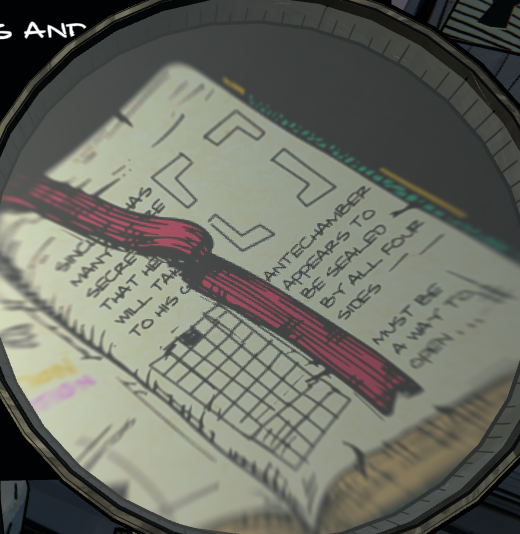 S AND
ANTECHAMBER
APPEARS TO
BE SEALED
BY ALL FOUR
SIDES —
MUST BE
A WAY TO
OPEN...
HAS
MANY
SECRE
THAT HE
WILL TAK
TO HIS